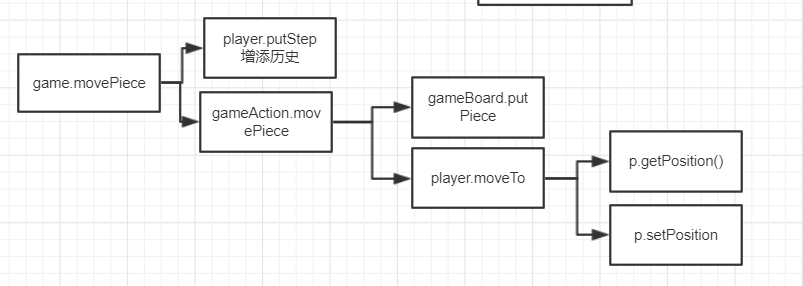 player.putStep
增添历史
game.movePiece
gameAction.mov
ePiece
gameBoard.put
Piece
player.moveTo
p.getPosition()
p.setPosition